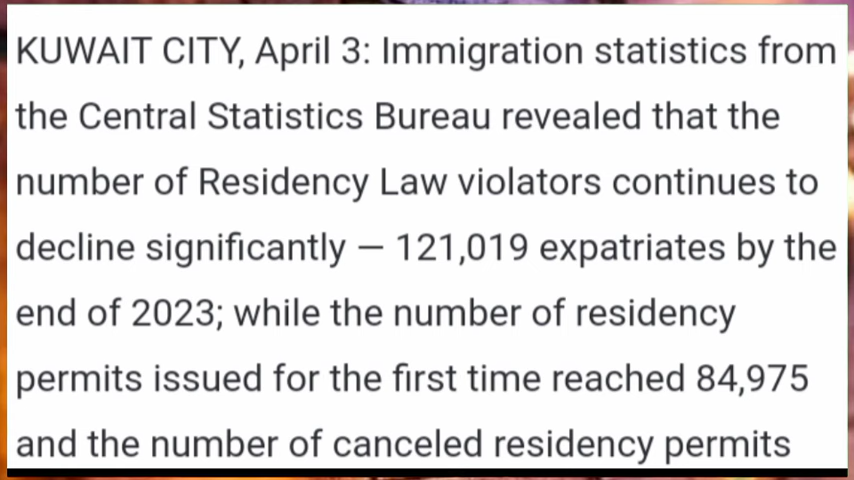 KUWAIT CITY, April 3: Immigration statistics from
the Central Statistics Bureau revealed that the
number of Residency Law violators continues to
decline significantly — 121,019 expatriates by the
end of 2023; while the number of residency
permits issued for the first time reached 84,975
and the number of canceled residency permits